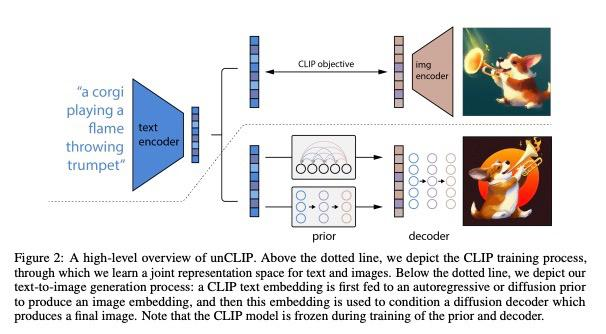 "a corgi
playing a
flame
throwing
trumpet"
text
encoder
CLIP objective
img
encoder
prior
decoder
Figure 2: A high-level overview of unCLIP. Above the dotted line, we depict the CLIP training process,
through which we learn a joint representation space for text and images. Below the dotted line, we depict our
text-to-image generation process: a CLIP text embedding is first fed to an autoregressive or diffusion prior
to produce an image embedding, and then this embedding is used to condition a diffusion decoder which
produces a final image. Note that the CLIP model is frozen during training of the prior and decoder.